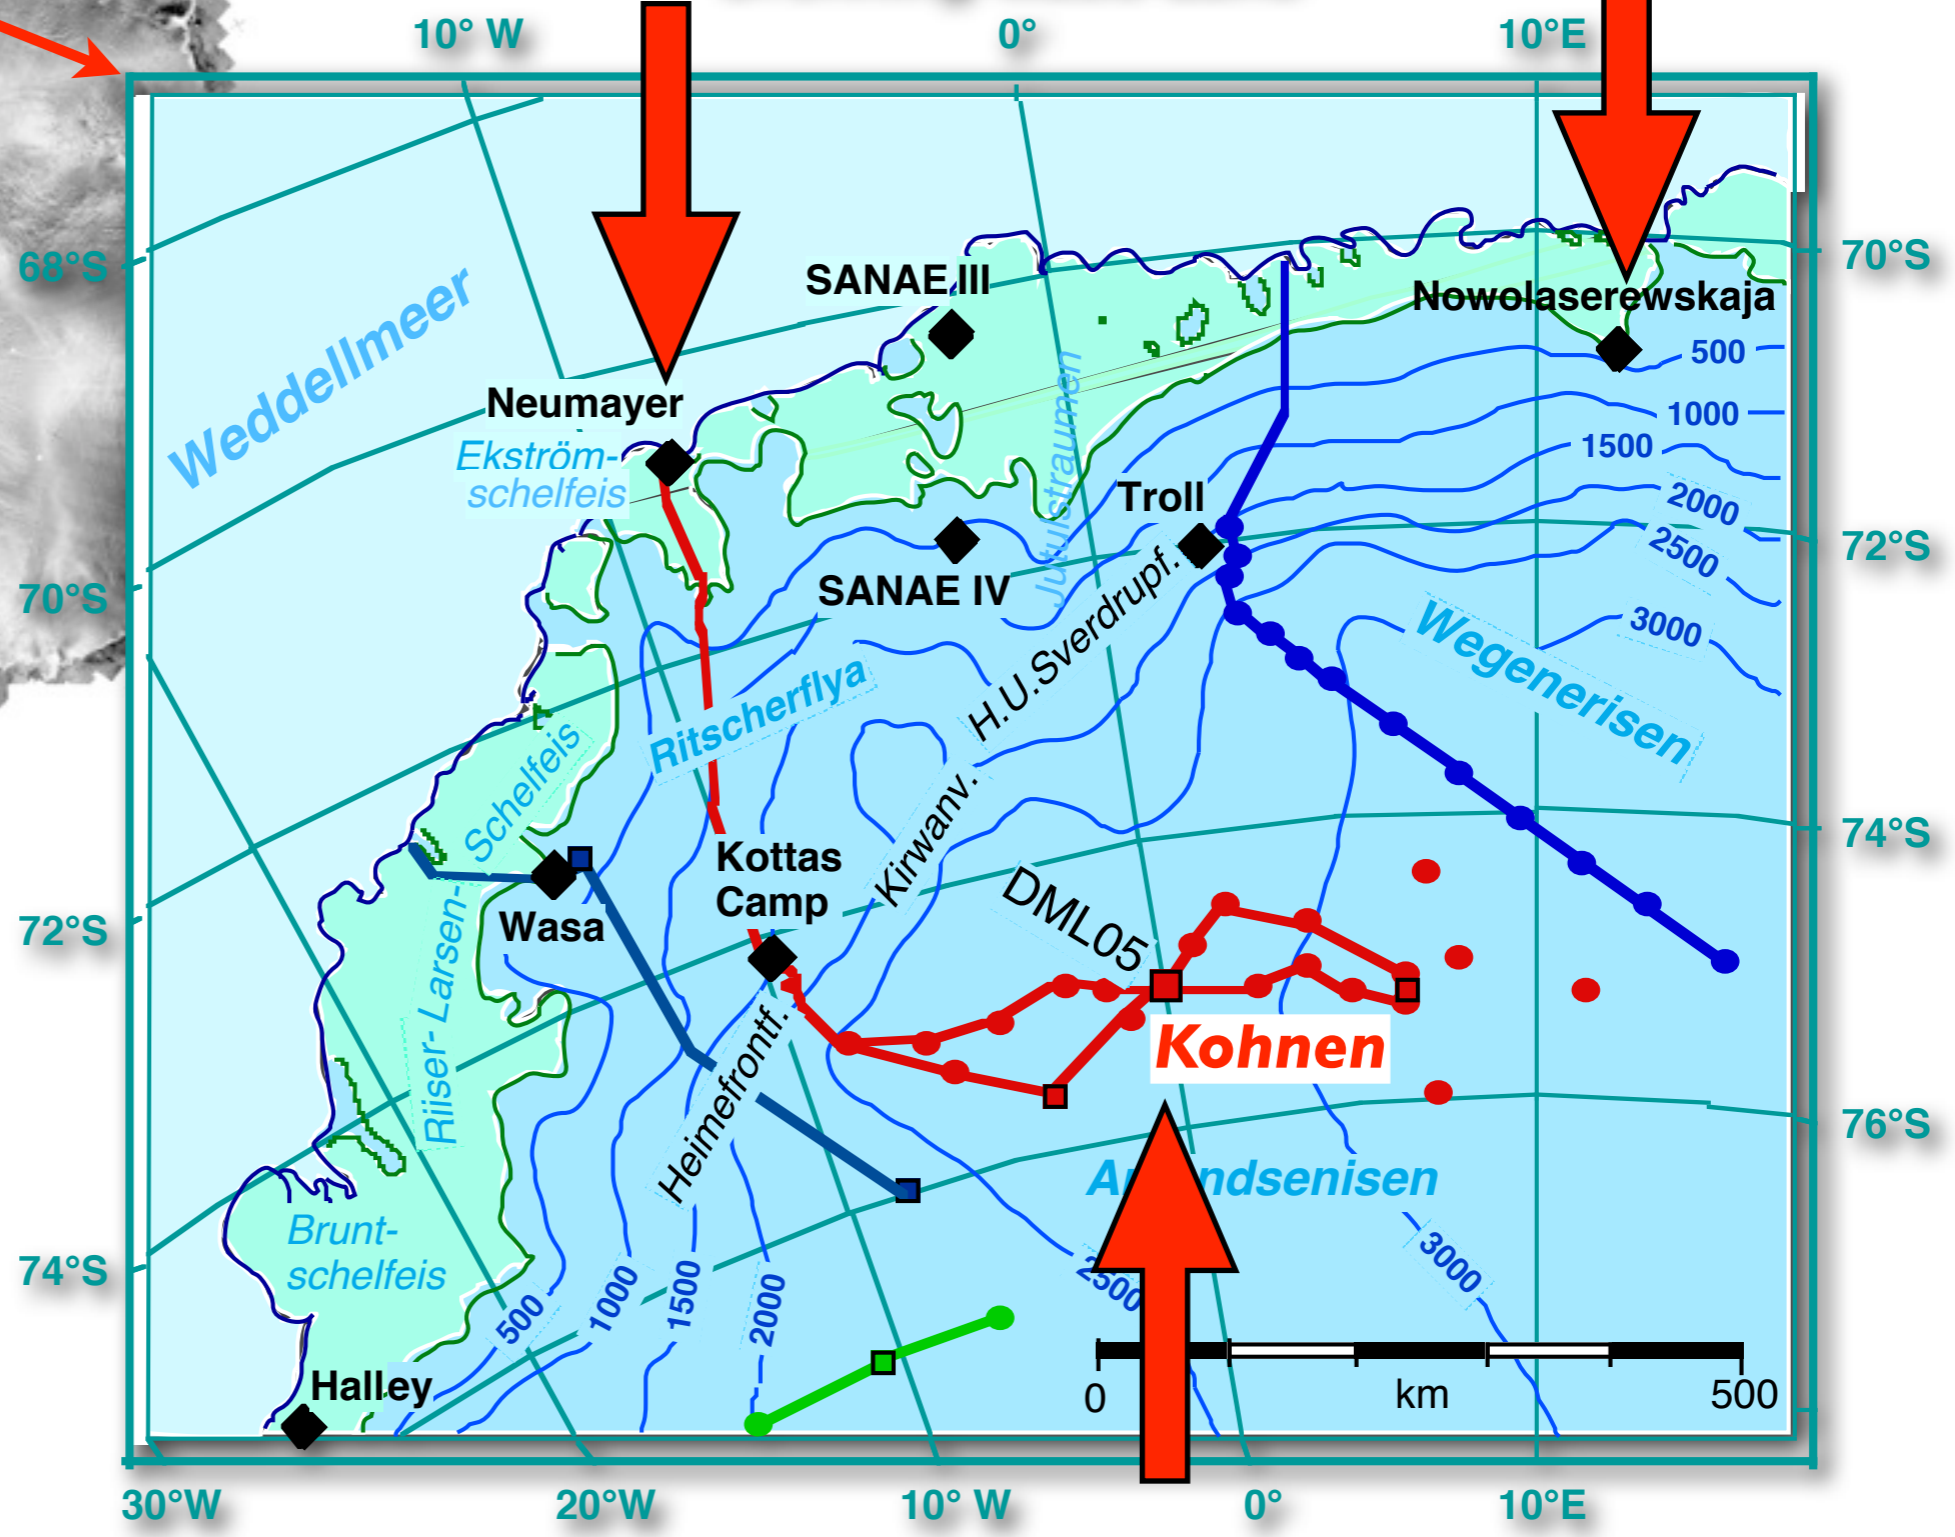 10° W
0°
10°E
68°S
70°S
SANAE III
Nowolaserewskaja
Weddellmeer
500
Neumayer
1000
Ekström-
schelfeis
1500
Jutulstraumen
Troll
2000
72°S
2500
SANAE IV
70°S
H.U.Sverdrupf.
3000
Wegenerisen
Ritscherflya
Schelfeis
Kottas
Camp
Kirwanv.
74°S
Wasa
DML05
72°S
Riiser-Larsen-
Kohnen
Heimefrontf.
76°S
Brunt-
schelfeis
74°S
500
1000
1500
2000
2500
3000
Halley
0
km
500
30°W
20°W
10° W
0°
10°E